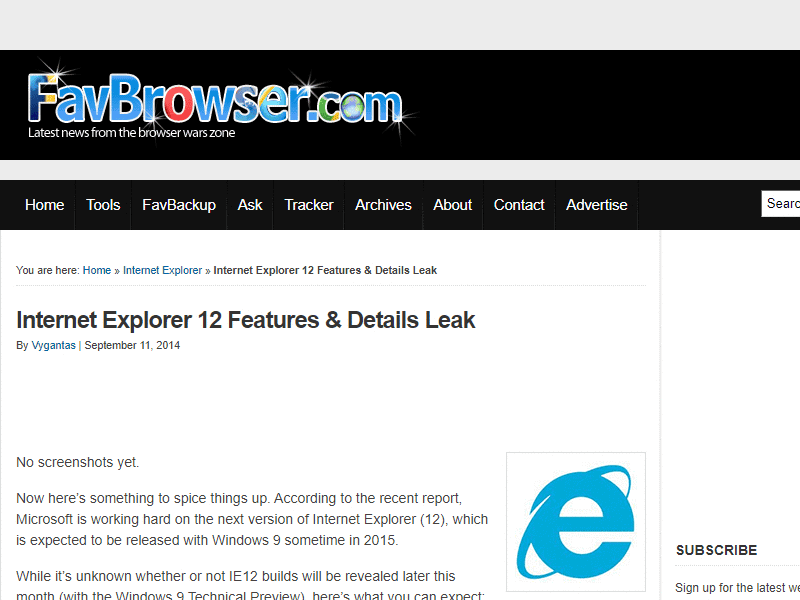 FavBrowser.com
Latest news from the browser wars zone
Home Tools FavBackup Ask Tracker Archives About Contact Advertise Searc
You are here: Home » Internet Explorer » Internet Explorer 12 Features & Details Leak
Internet Explorer 12 Features & Details Leak
By Vygantas | September 11, 2014
No screenshots yet.
Now here’s something to spice things up. According to the recent report,
Microsoft is working hard on the next version of Internet Explorer (12), which
is expected to be released with Windows 9 sometime in 2015.
While it’s unknown whether or not IE12 builds will be revealed later this
month (with the Windows 9 Technical Preview), here’s what you can expect:
SUBSCRIBE
Sign up for the latest we